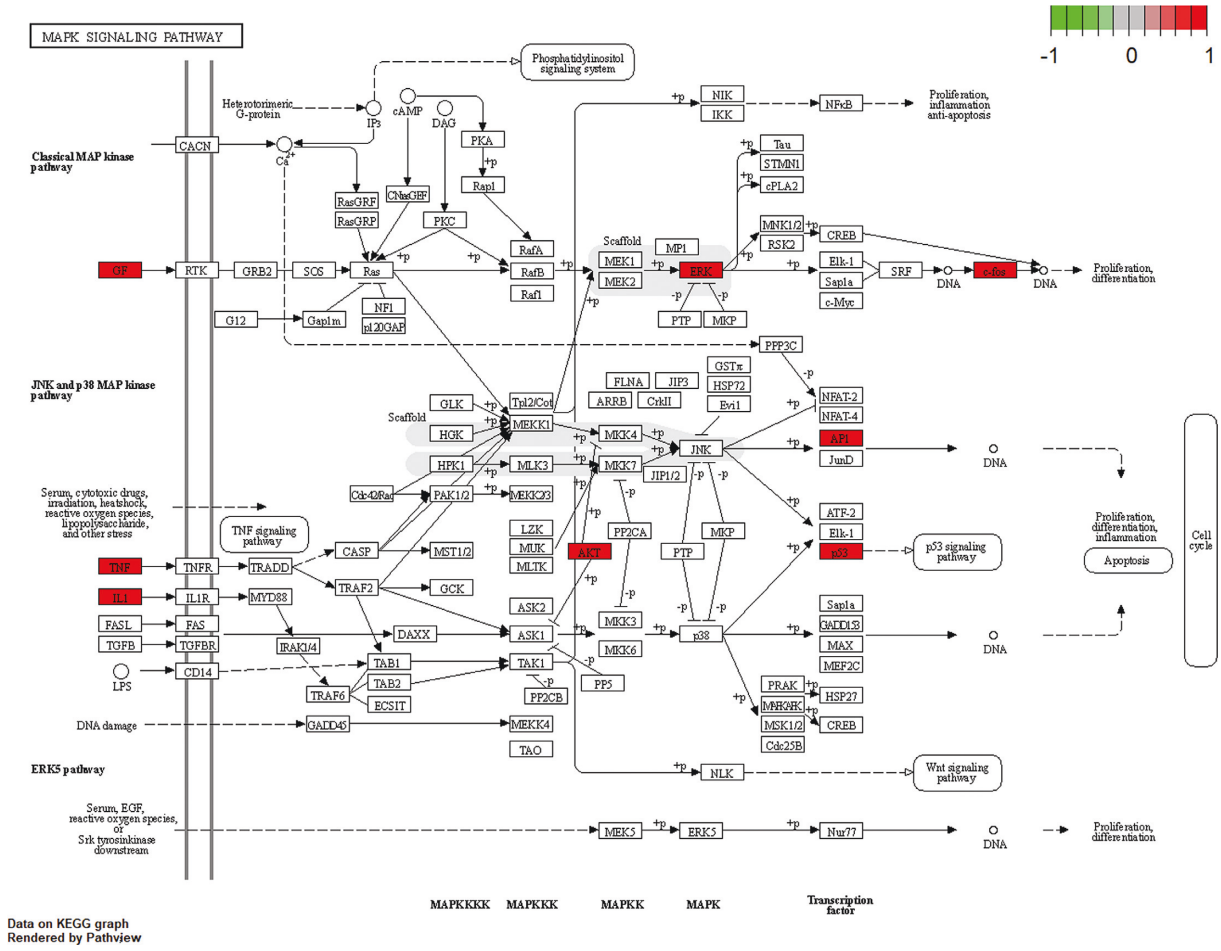 MAPK SIGNALING PATHWAY
-1 0 1
Phosphatidylinositol
signaling system
Heterotorimeric
G-protein
IP3
cAMP
DAG
NIK
IKK
NFκB
Proliferation,
inflammation
anti-apoptosis
+p
CACN
Ca2+
PKA
+p
Rap1
Tau
STMN1
cPLA2
+p
+p
Classical MAP kinase
pathway
RasGRF
RasGRP
CNrasGEF
PKC
RafA
RafB
Raf1
Scaffold
MP1
MEK1
MEK2
MNK1/2
RSK2
+p
CREB
GF
RTK
GRB2
SOS
Ras
+p
+p
+p
+p
ERK
+p
+p
Elk-1
Sap1a
c-Myc
SRF
DNA
c-fos
DNA
Proliferation,
differentiation
G12
Gap1m
NF1
p120GAP
+p
-p
-p
PTP
MKP
PPP3C
-p
JNK and p38 MAP kinase
pathway
GSTπ
HSP72
Evi1
FLNA
JIP3
ARRB
CrkII
NFAT-2
NFAT-4
+p
GLK
HGK
HPK1
Scaffold
Tpl2/Cot
MEKK1
MLK3
MEKK2/3
+p
+p
+p
+p
+p
+p
+p
+p
MKK4
MKK7
+p
+p
JNK
JIP1/2
+p
AP1
JunD
DNA
Cdc42/Rac
PAK1/2
Serum, cytotoxic drugs,
irradiation, heatshock,
reactive oxygen species,
lipopolysaccharide,
and other stress
TNF signaling
pathway
CASP
MST1/2
LZK
MUK
MLTK
+p
AKT
+p
PP2CA
-p
-p
PTP
MKP
-p
-p
-p
-p
+p
+p
ATF-2
Elk-1
p53
p53 signaling
pathway
Proliferation,
differentiation,
inflammation
Apoptosis
Cell
cycle
TNF
TNFR
TRADD
TRAF2
GCK
IL1
IL1R
MYD88
FASL
FAS
TGFB
TGFBR
IRAK1/4
DAXX
ASK2
ASK1
+p
MKK3
MKK6
+p
p38
+p
Sap1a
GADD153
MAX
MEF2C
DNA
LPS
CD14
TRAF6
TAB1
TAB2
ECSIT
TAK1
-p
PP2CB
-p
PP5
+p
PRAK
MAPKAPK
MSK1/2
Cdc25B
+p
+p
HSP27
CREB
DNA damage
GADD45
MEKK4
TAO
ERK5 pathway
+p
NLK
Wnt signaling
pathway
Serum, EGF,
reactive oxygen species,
or
Srk tyrosinkinase
downstream
MEK5
+p
ERK5
+p
Nur77
DNA
Proliferation,
differentiation
MAPKKKK
MAPKKK
MAPKK
MAPK
Transcription
factor
Data on KEGG graph
Rendered by Pathview